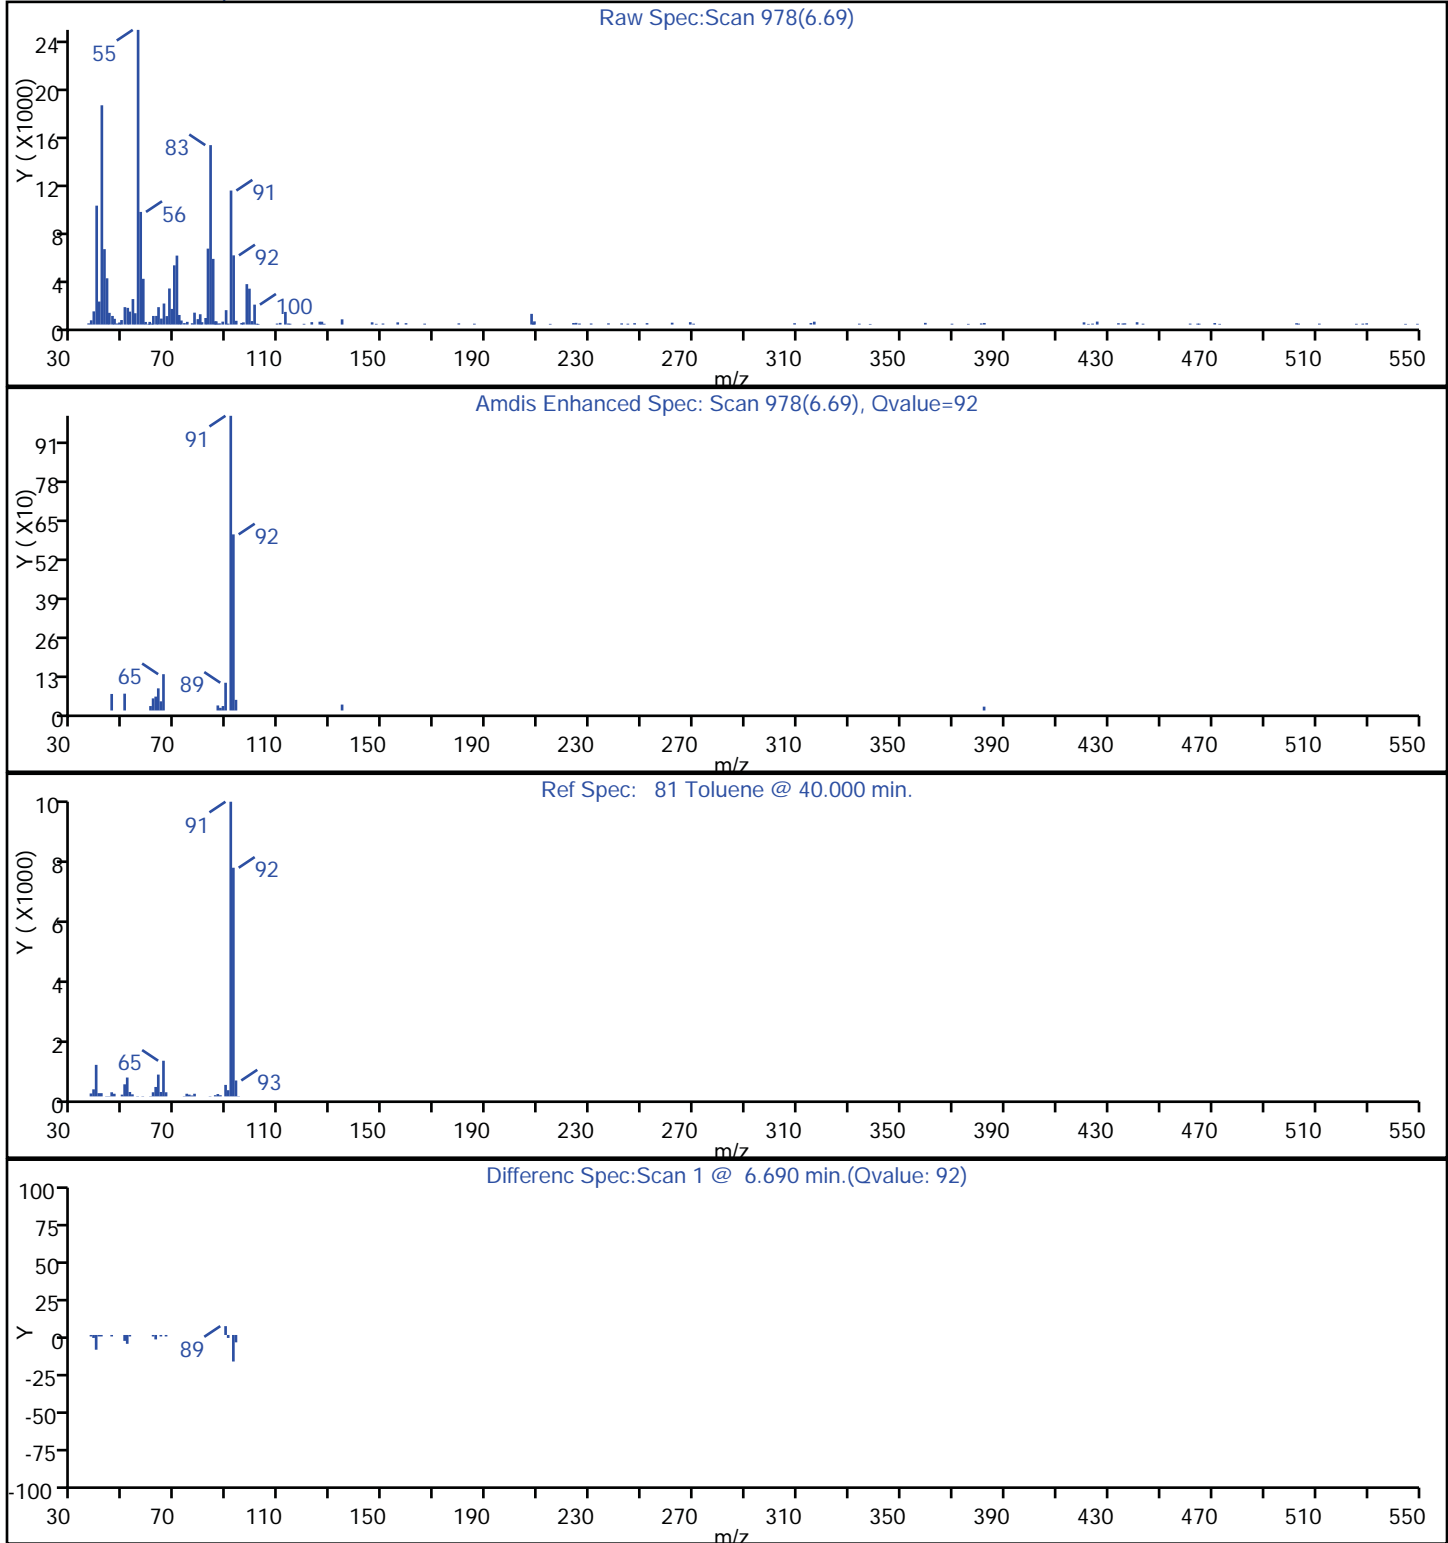 Raw Spec:Scan 978(6.69)
Y ( X1000)
24
20
16
12
8
4
0
55
83
91
56
92
100
30 70 110 150 190 230 270 310 350 390 430 470 510 550
m/z
Amdis Enhanced Spec: Scan 978(6.69), Qvalue=92
Y ( X10)
91
78
65
52
39
26
13
0
91
92
65
89
30 70 110 150 190 230 270 310 350 390 430 470 510 550
m/z
Ref Spec: 81 Toluene @ 40.000 min.
Y ( X1000)
10
8
6
4
2
0
91
92
65
93
30 70 110 150 190 230 270 310 350 390 430 470 510 550
m/z
Differenc Spec:Scan 1 @ 6.690 min.(Qvalue: 92)
Y
100
75
50
25
0
-25
-50
-75
-100
89
30 70 110 150 190 230 270 310 350 390 430 470 510 550
m/z